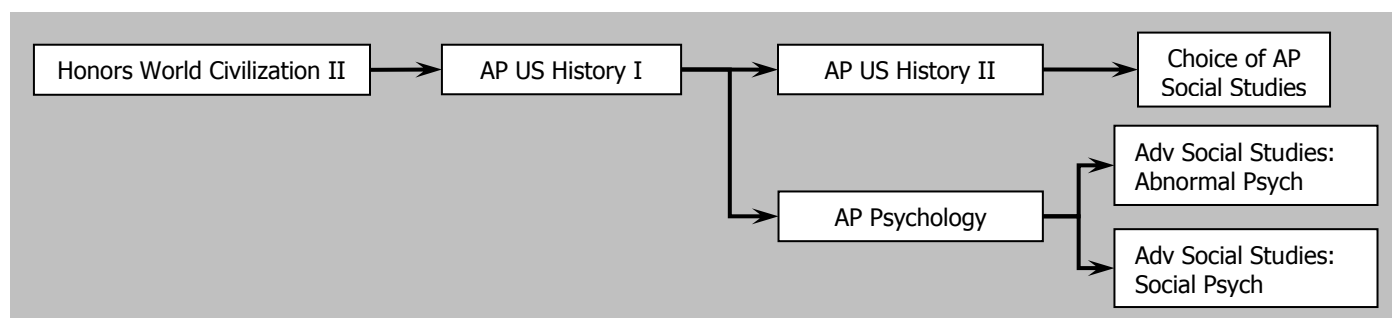 Honors World Civilization II
AP US History I
AP US History II
Choice of AP
Social Studies
Adv Social Studies:
Abnormal Psych
AP Psychology
Adv Social Studies:
Social Psych